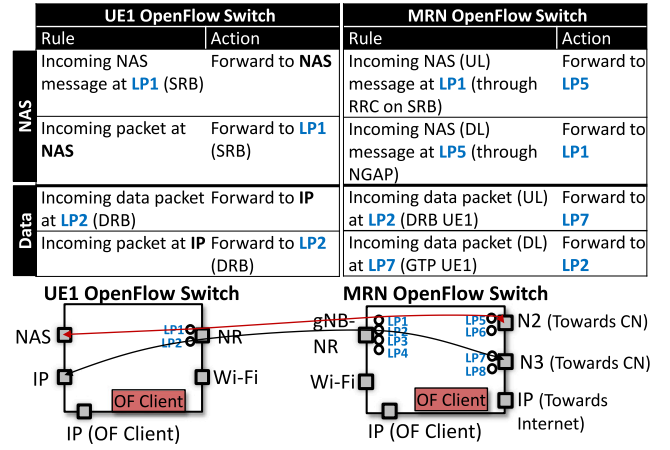 UE1 OpenFlow Switch
MRN OpenFlow Switch
Rule
Action
Rule
Action
NAS
Incoming NAS
message at LP1 (SRB)
Forward to NAS
Incoming NAS (UL)
message at LP1 (through
RRC on SRB)
Forward to
LP5
Incoming packet at
NAS
Forward to LP1
(SRB)
Incoming NAS (DL)
message at LP5 (through
NGAP)
Forward to
LP1
Data
Incoming data packet
at LP2 (DRB)
Forward to IP
Incoming data packet (UL)
at LP2 (DRB UE1)
Forward to
LP7
Incoming packet at IP
Forward to LP2
(DRB)
Incoming data packet (DL)
at LP7 (GTP UE1)
Forward to
LP2
UE1 OpenFlow Switch
NAS
LP1
LP2
NR
IP
Wi-Fi
OF Client
IP (OF Client)
MRN OpenFlow Switch
gNB-
NR
LP1
LP2
LP3
LP4
LP5
LP6
N2 (Towards CN)
LP7
LP8
N3 (Towards CN)
Wi-Fi
OF Client
IP (Towards
Internet)
IP (OF Client)